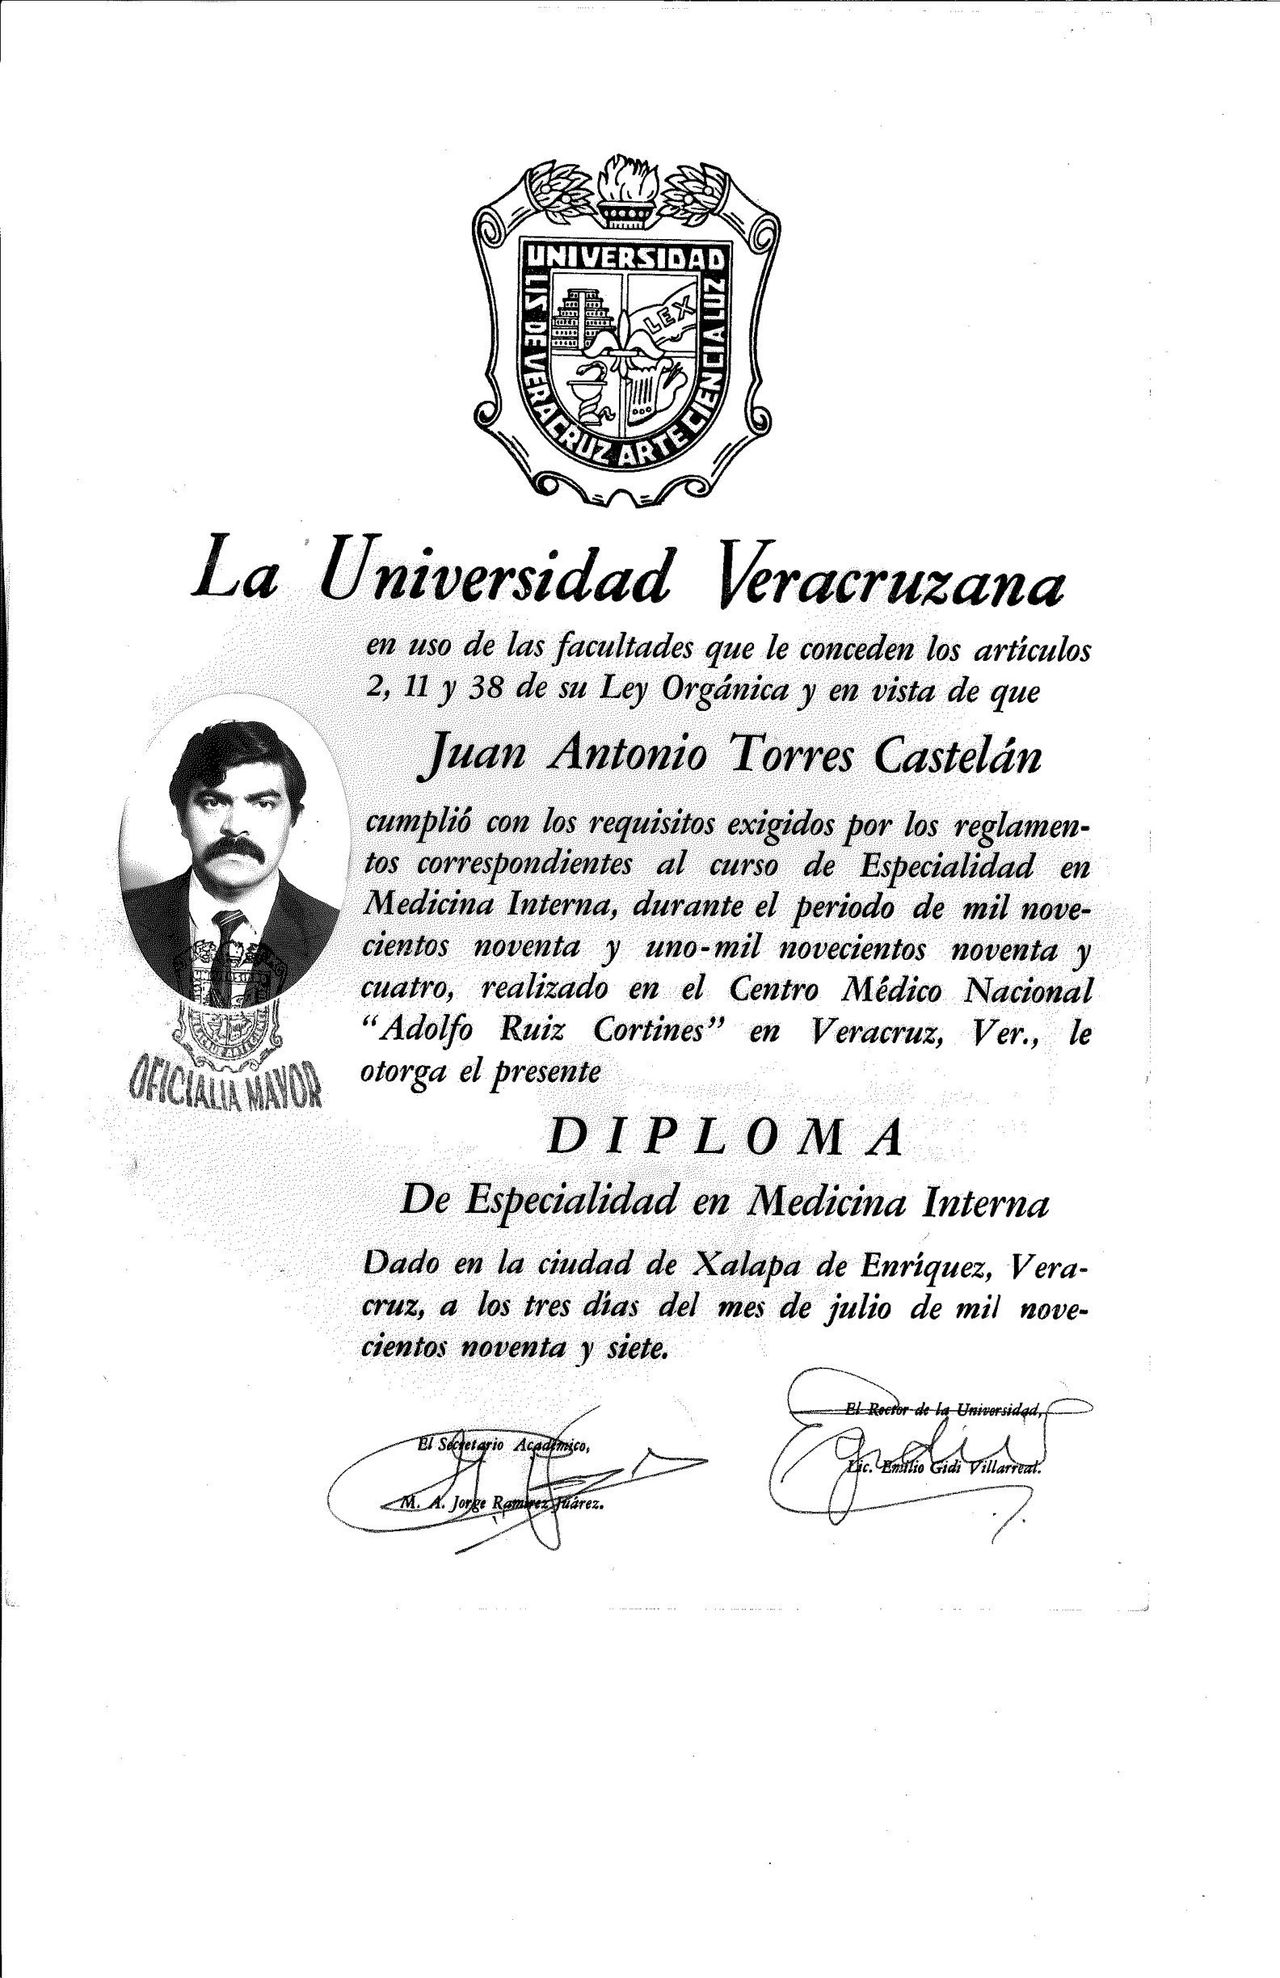 UNIVERSIDAD
LIS DE VERACRUZ ARTE CIENCIA LUZ
LEX
La Universidad Veracruzana
en uso de las facultades que le conceden los artículos
2, 11 y 38 de su Ley Orgánica y en vista de que
Juan Antonio Torres Castelán
cumplió con los requisitos exigidos por los reglamen-
tos correspondientes al curso de Especialidad en
Medicina Interna, durante el periodo de mil nove-
cientos noventa y uno-mil novecientos noventa y
cuatro, realizado en el Centro Médico Nacional
“Adolfo Ruiz Cortines” en Veracruz, Ver., le
otorga el presente
OFICIALIA MAYOR
DIPLOMA
De Especialidad en Medicina Interna
Dado en la ciudad de Xalapa de Enríquez, Vera-
cruz, a los tres días del mes de julio de mil nove-
cientos noventa y siete.
El Secretario Académico,
M. A. Jorge Ramírez Juárez.
El Rector de la Universidad,
Lic. Emilio Gidi Villarreal.